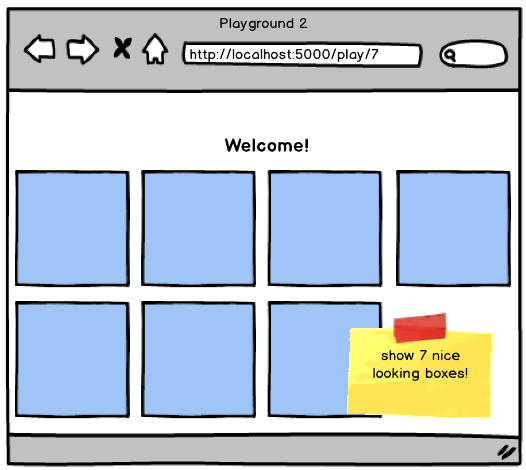 Playground 2
http://localhost:5000/play/7
Welcome!
show 7 nice
looking boxes!